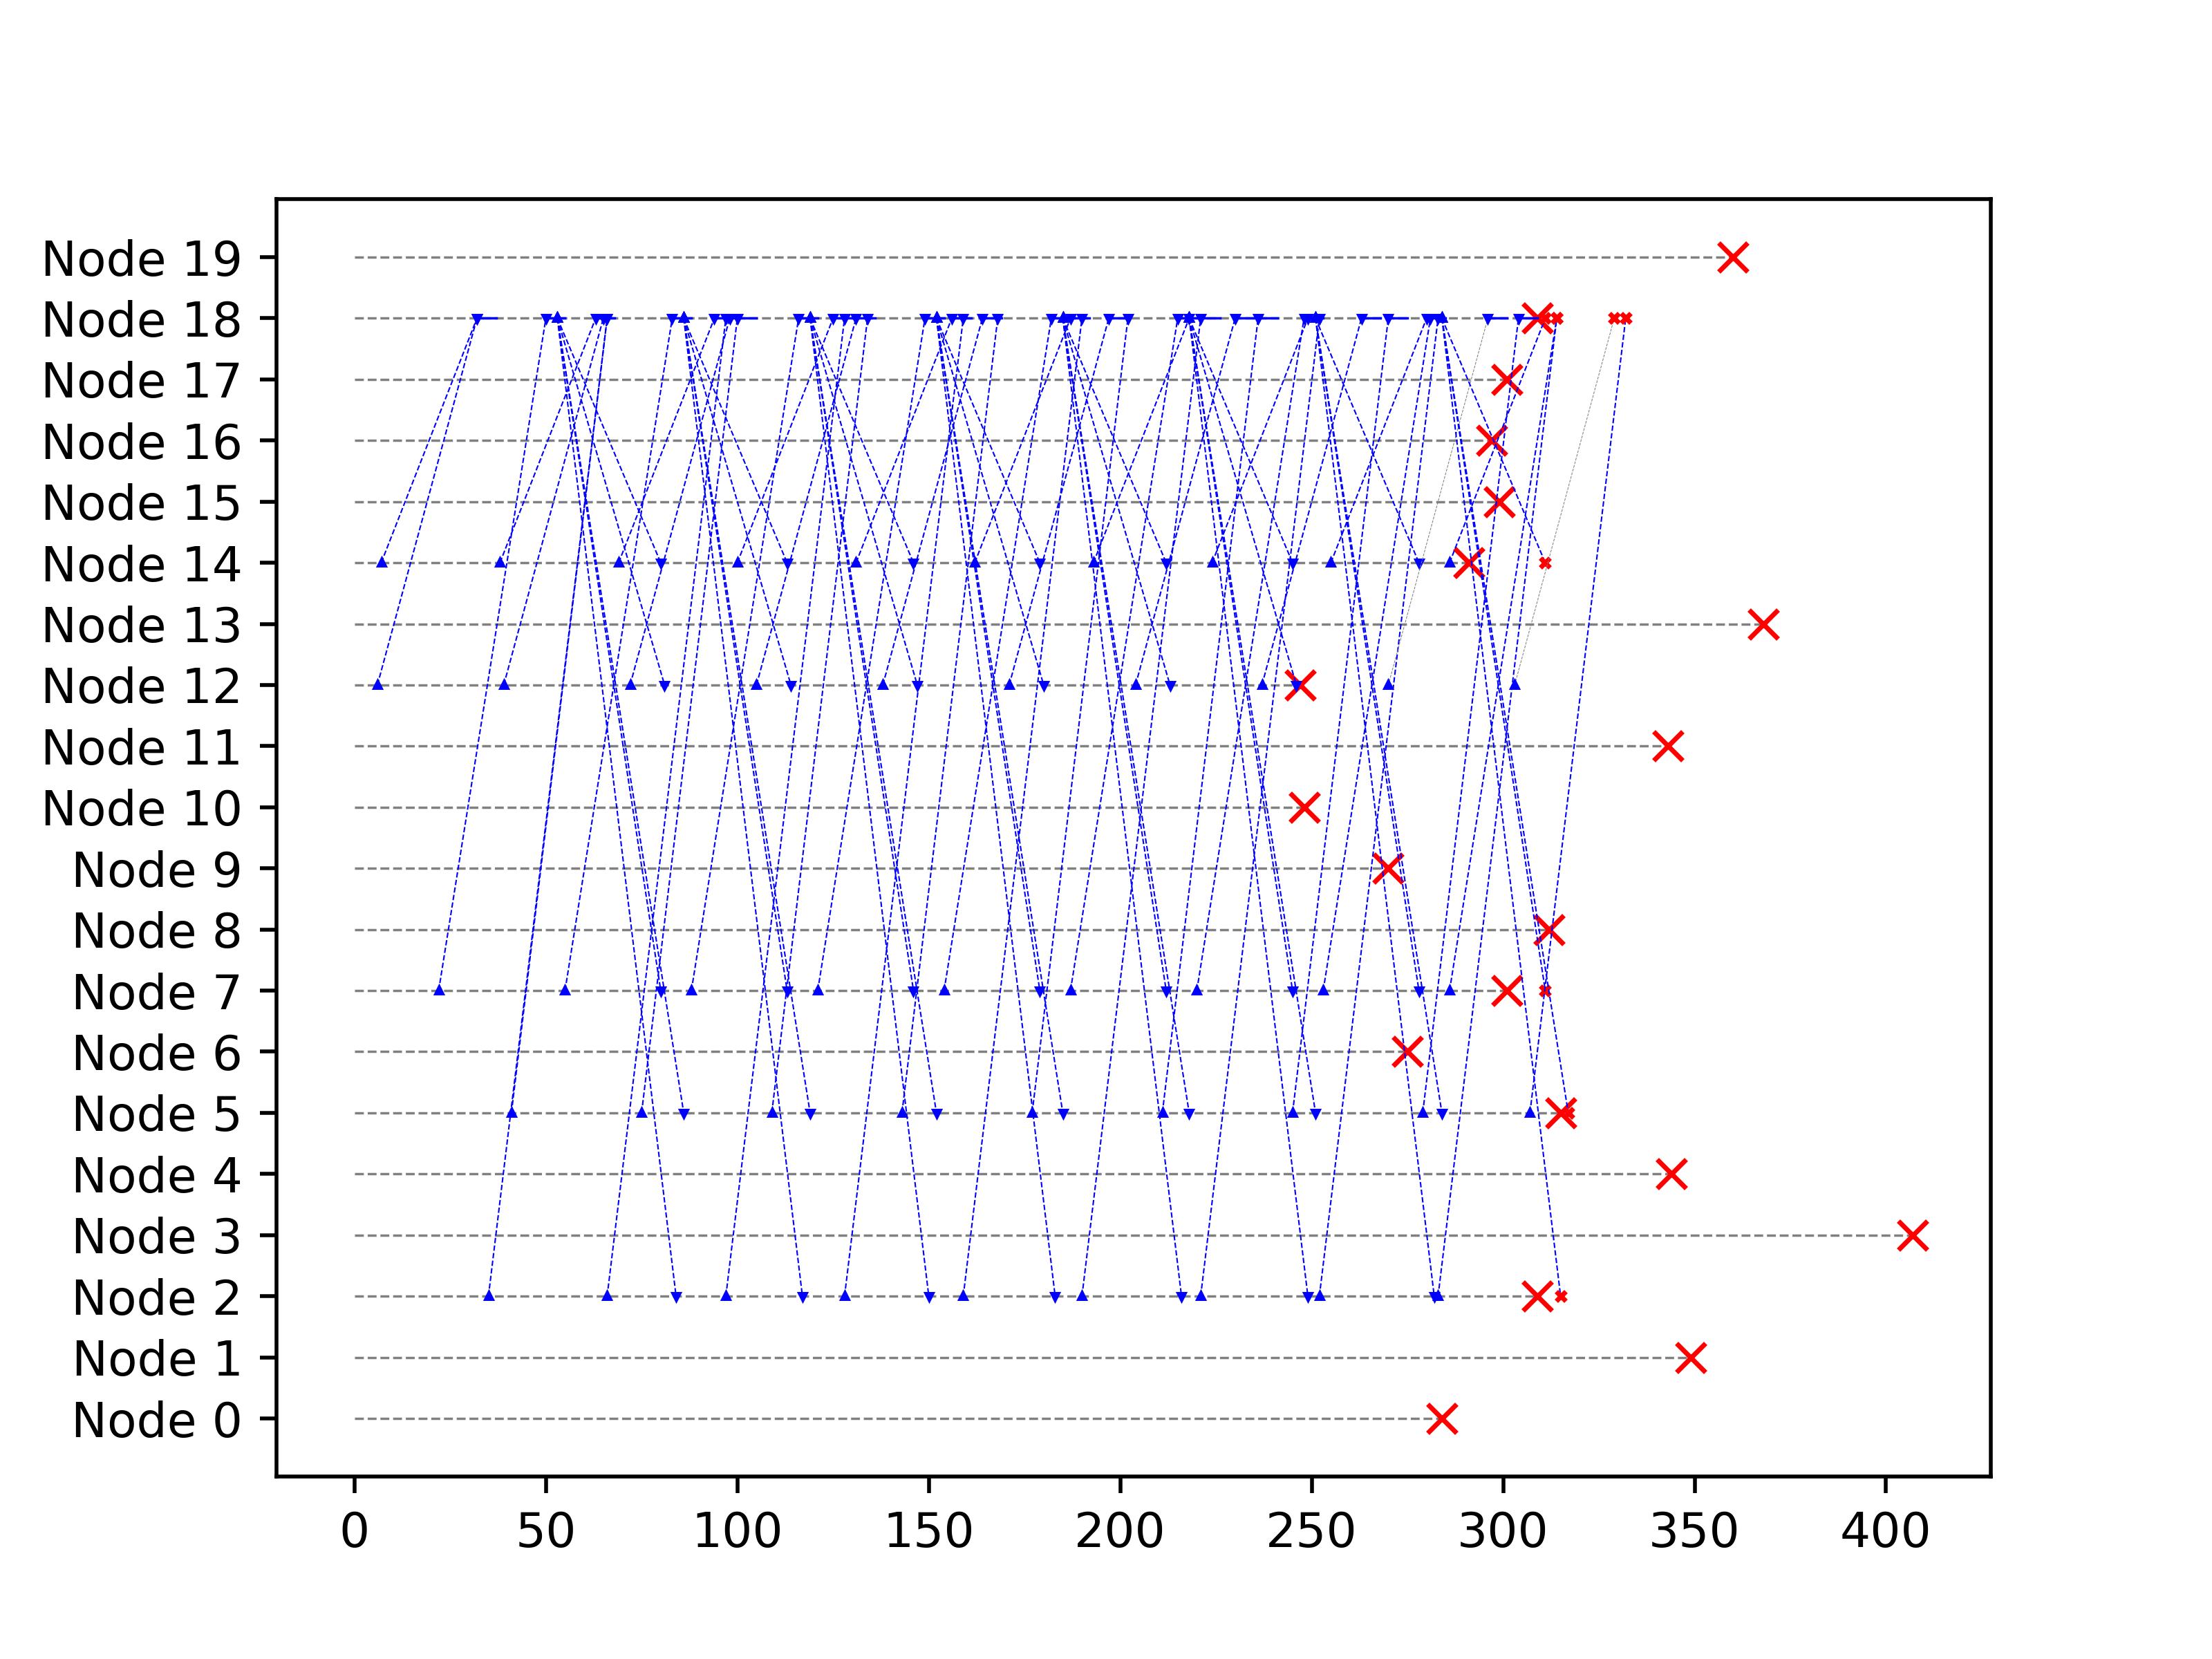 Node 19
Node 18
Node 17
Node 16
Node 15
Node 14
Node 13
Node 12
Node 11
Node 10
Node 9
Node 8
Node 7
Node 6
Node 5
Node 4
Node 3
Node 2
Node 1
Node 0
0 50 100 150 200 250 300 350 400